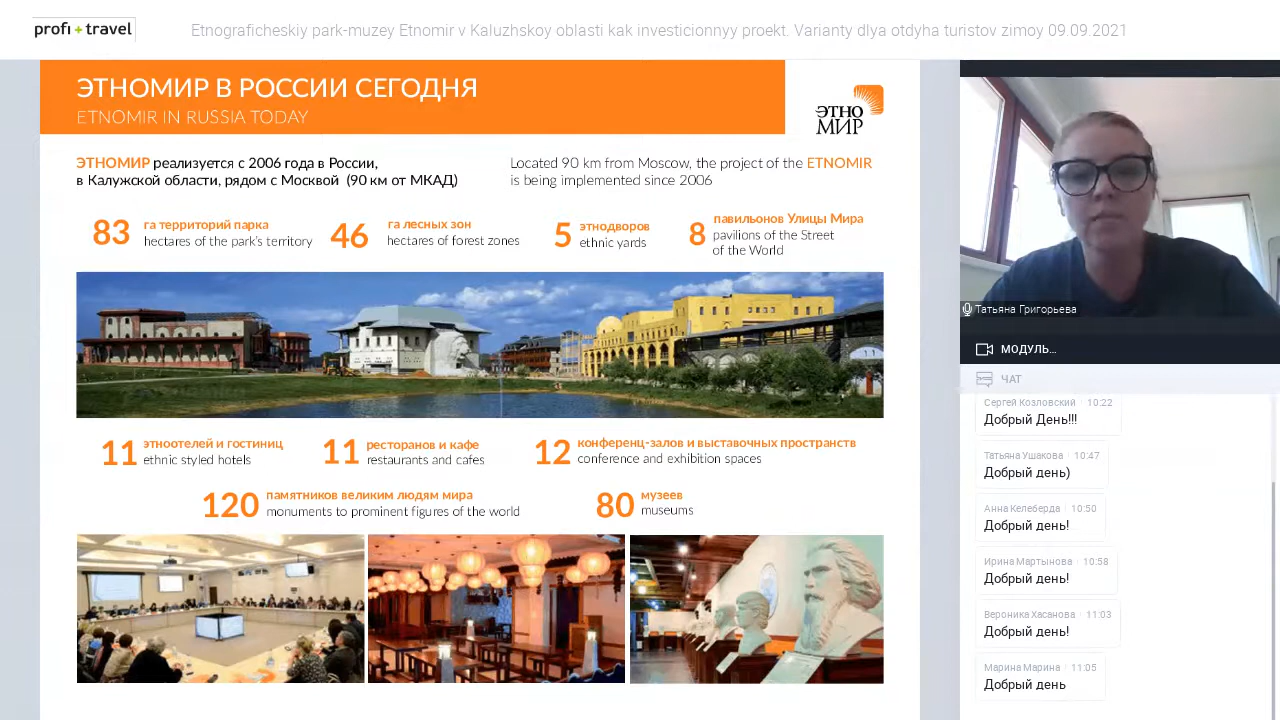 profi + travel
Etnograficheskiy park-muzey Etnomir v Kaluzhskoy oblasti kak investicionnyy proekt. Varianty dlya otdyha turistov zimoy 09.09.2021
ЭТНОМИР В РОССИИ СЕГОДНЯ
ETNOMIR IN RUSSIA TODAY
ЭТНО
МИР
ЭТНОМИР реализуется с 2006 года в России,
в Калужской области, рядом с Москвой (90 км от МКАД)
Located 90 km from Moscow, the project of the ETNOMIR
is being implemented since 2006
83 га территорий парка
hectares of the park's territory
46 га лесных зон
hectares of forest zones
5 этнодворов
ethnic yards
8 павильонов Улицы Мира
pavilions of the Street
of the World
11 этноотелей и гостиниц
ethnic styled hotels
11 ресторанов и кафе
restaurants and cafes
12 конференц-залов и выставочных пространств
conference and exhibition spaces
120 памятников великим людям мира
monuments to prominent figures of the world
80 музеев
museums
Татьяна Григорьева
МОДУЛЬ...
ЧАТ
Сергей Козловский 10:22
Добрый День!!!
Татьяна Ушакова 10:47
Добрый день)
Анна Келеберда 10:50
Добрый день!
Ирина Мартынова 10:58
Добрый день!
Вероника Хасанова 11:03
Добрый день!
Марина Марина 11:05
Добрый день